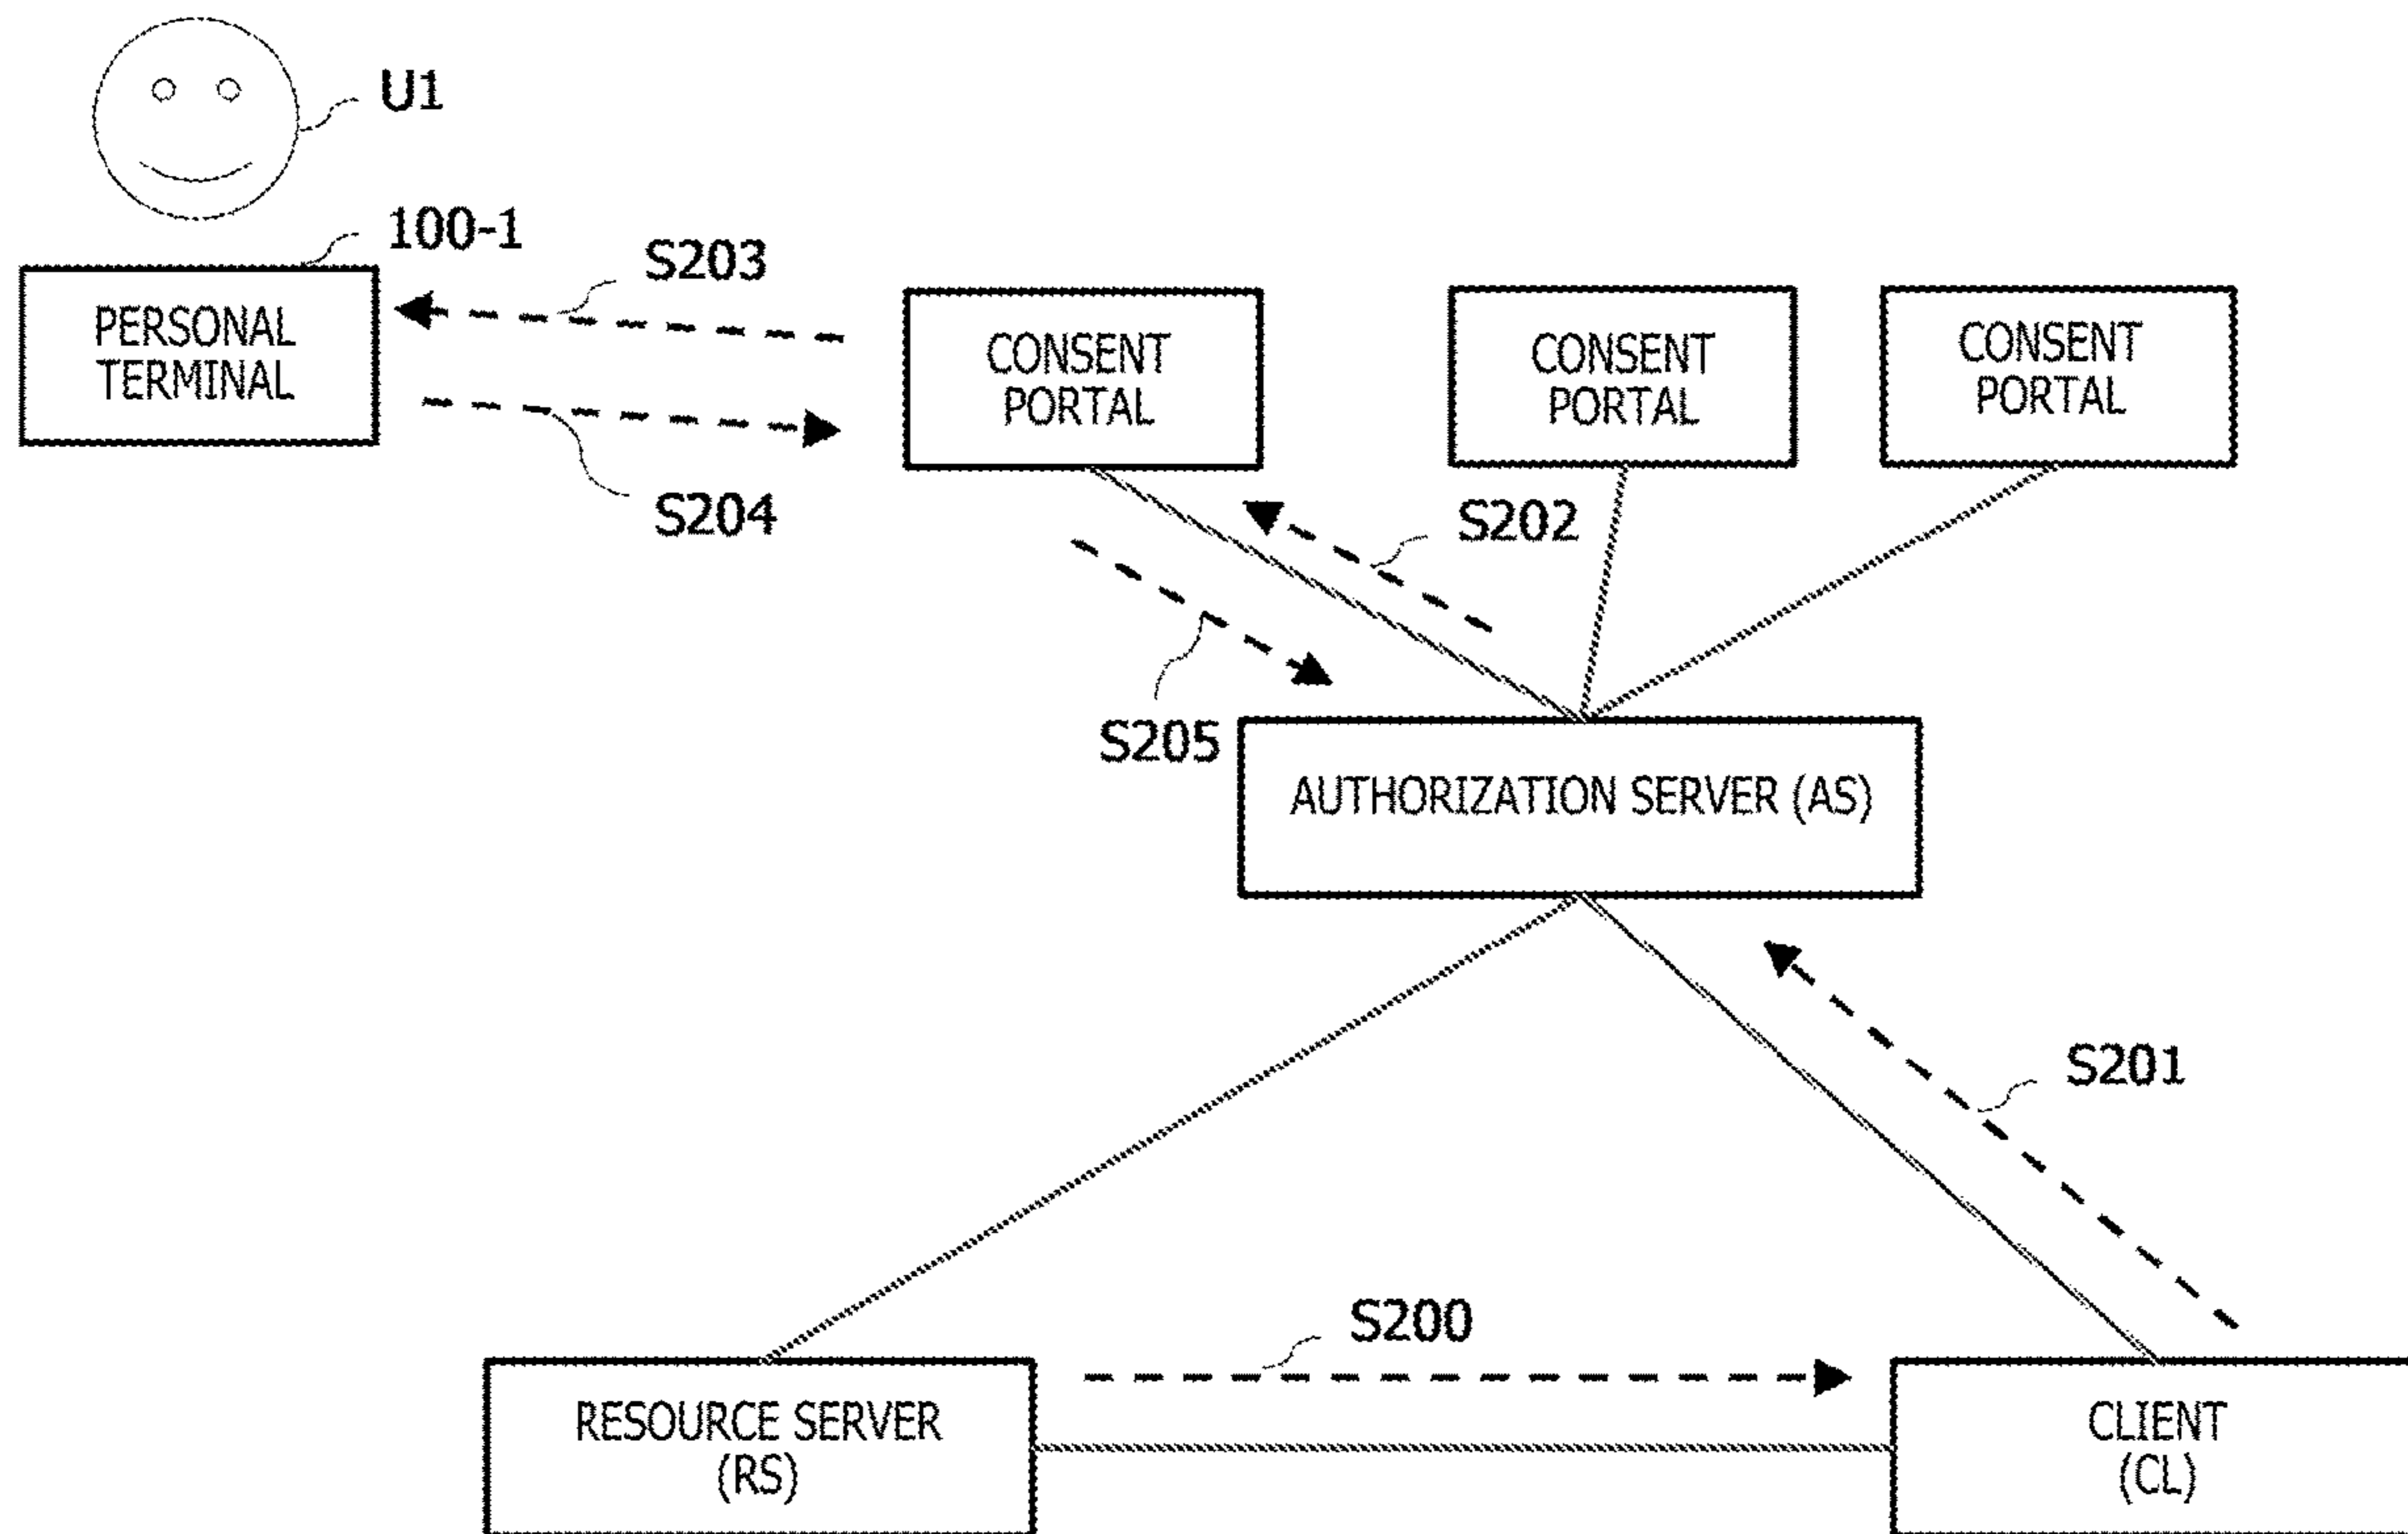 U1
100-1
S203
PERSONAL
TERMINAL
CONSENT
PORTAL
CONSENT
PORTAL
CONSENT
PORTAL
S204
S202
S205
AUTHORIZATION SERVER (AS)
S201
S200
RESOURCE SERVER
(RS)
CLIENT
(CL)